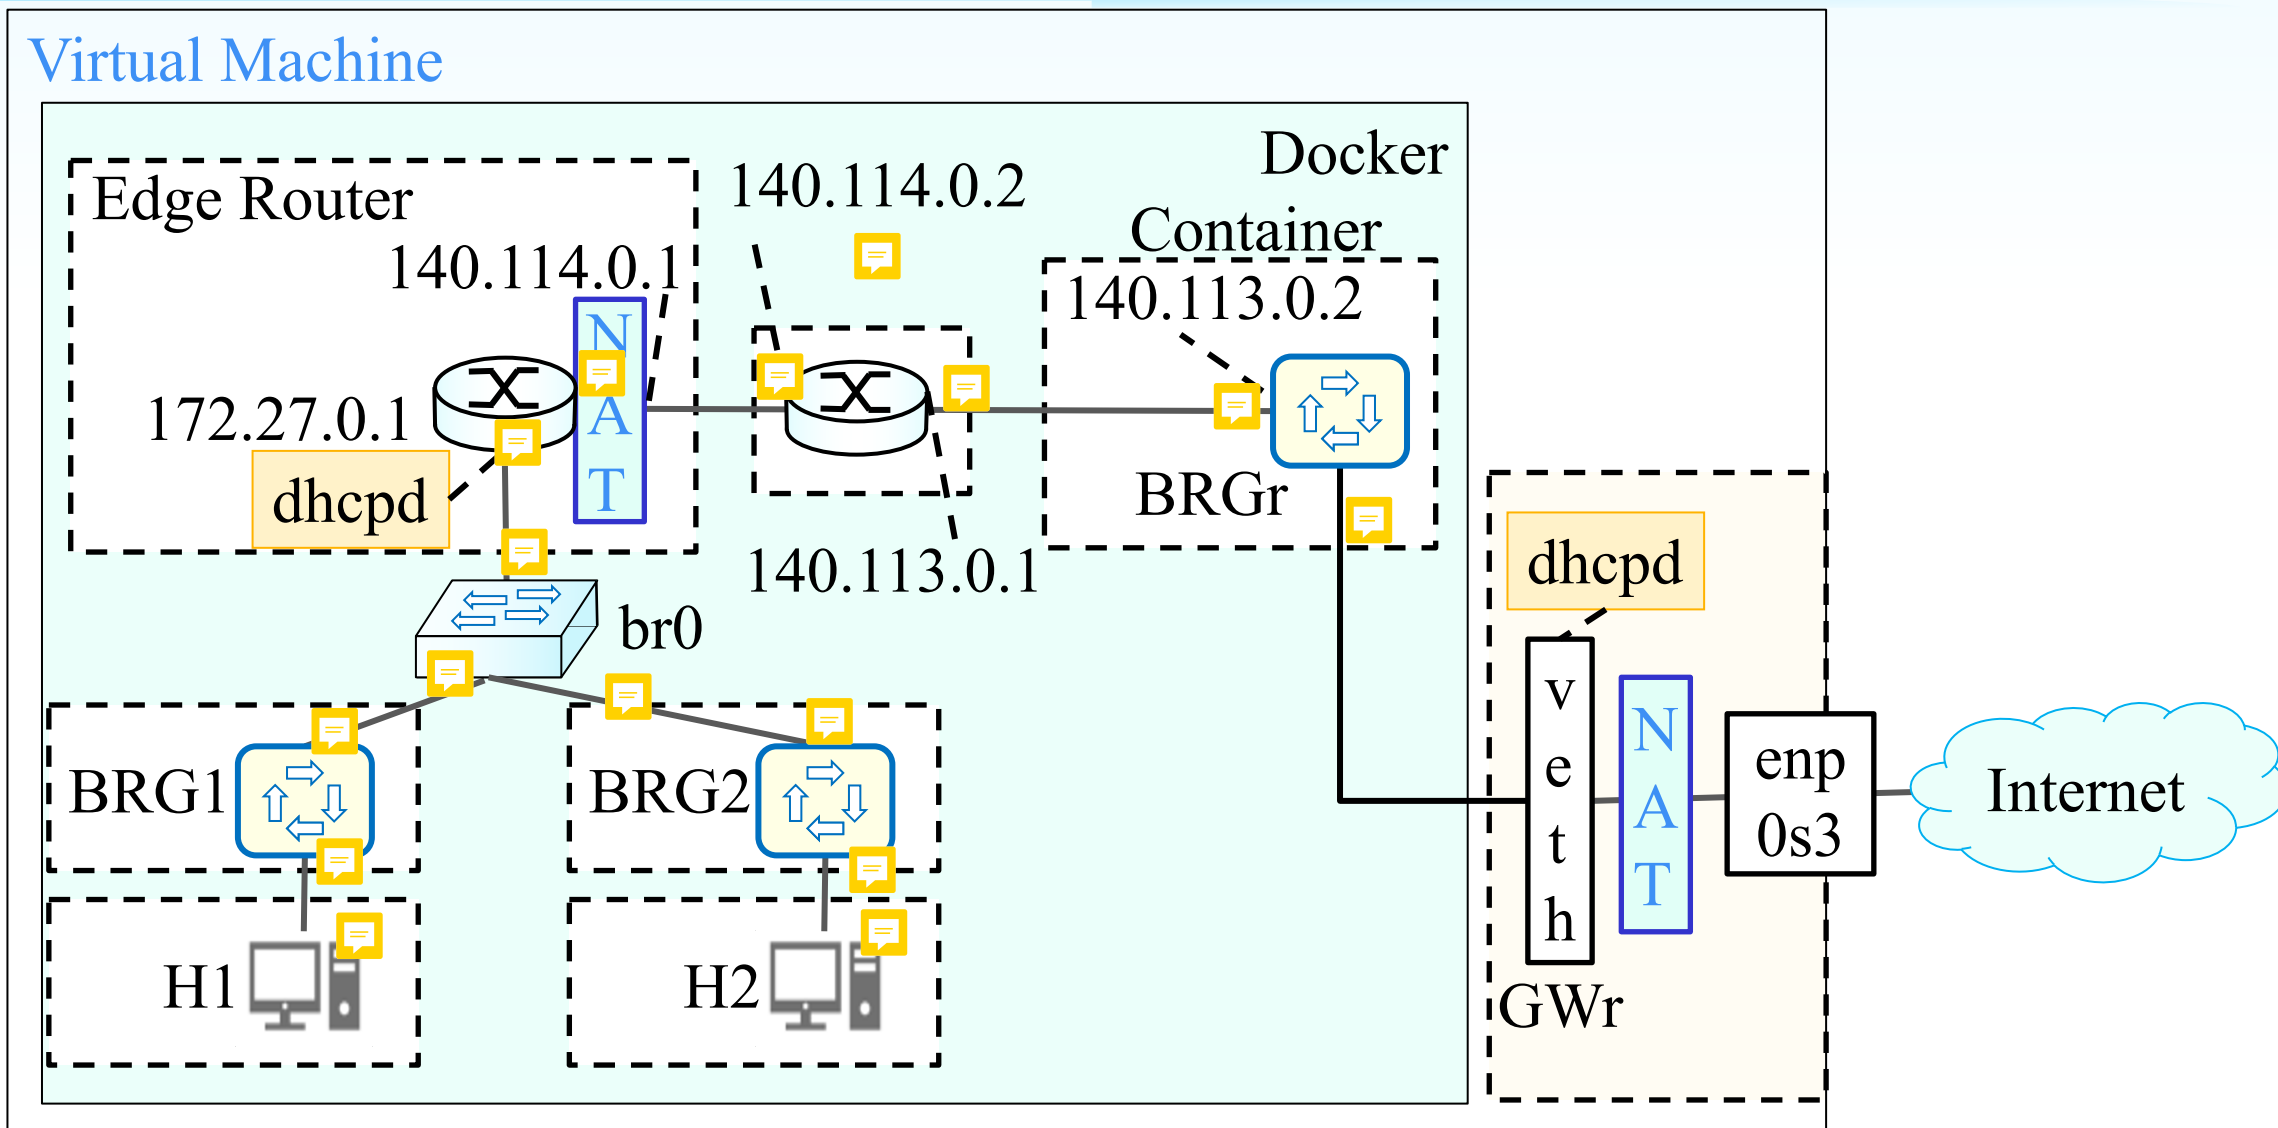 Virtual Machine
Docker
Container
Edge Router
140.114.0.2
140.114.0.1
140.113.0.2
N
A
T
172.27.0.1
dhcpd
BRGr
140.113.0.1
br0
dhcpd
BRG1
BRG2
v
e
t
h
N
A
T
enp
0s3
Internet
H1
H2
GWr